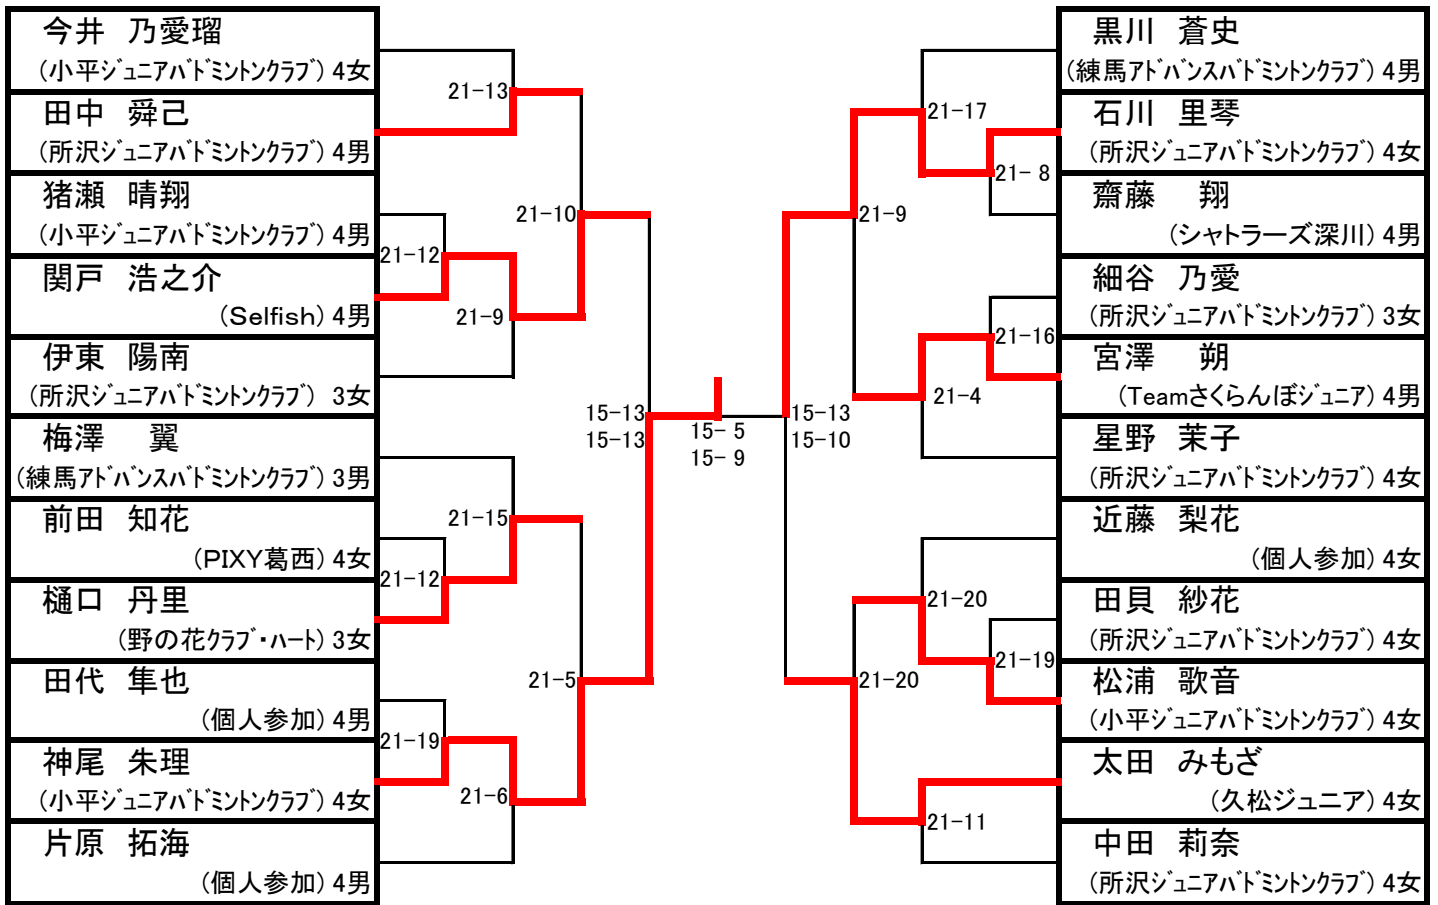 今井 乃愛瑠
(小平ｼﾞｭﾆｱﾊﾞﾄﾞﾐﾝﾄﾝｸﾗﾌﾞ) 4女
田中 舜己
(所沢ｼﾞｭﾆｱﾊﾞﾄﾞﾐﾝﾄﾝｸﾗﾌﾞ) 4男
猪瀬 晴翔
(小平ｼﾞｭﾆｱﾊﾞﾄﾞﾐﾝﾄﾝｸﾗﾌﾞ) 4男
関戸 浩之介
(Selfish) 4男
伊東 陽南
(所沢ｼﾞｭﾆｱﾊﾞﾄﾞﾐﾝﾄﾝｸﾗﾌﾞ) 3女
梅澤 翼
(練馬ｱﾄﾞﾊﾞﾝｽﾊﾞﾄﾞﾐﾝﾄﾝｸﾗﾌﾞ) 3男
前田 知花
(PIXY葛西) 4女
樋口 丹里
(野の花ｸﾗﾌﾞ・ﾊｰﾄ) 3女
田代 隼也
(個人参加) 4男
神尾 朱理
(小平ｼﾞｭﾆｱﾊﾞﾄﾞﾐﾝﾄﾝｸﾗﾌﾞ) 4女
片原 拓海
(個人参加) 4男
21-13
21-12
21-9
21-10
21-15
21-12
21-19
21-6
21-5
15-13
15-13
15- 5
15- 9
15-13
15-10
21-9
21-17
21- 8
21-16
21-4
21-20
21-19
21-20
21-11
黒川 蒼史
(練馬ｱﾄﾞﾊﾞﾝｽﾊﾞﾄﾞﾐﾝﾄﾝｸﾗﾌﾞ) 4男
石川 里琴
(所沢ｼﾞｭﾆｱﾊﾞﾄﾞﾐﾝﾄﾝｸﾗﾌﾞ) 4女
齋藤 翔
(シャトラーズ深川) 4男
細谷 乃愛
(所沢ｼﾞｭﾆｱﾊﾞﾄﾞﾐﾝﾄﾝｸﾗﾌﾞ) 3女
宮澤 朔
(Teamさくらんぼｼﾞｭﾆｱ) 4男
星野 茉子
(所沢ｼﾞｭﾆｱﾊﾞﾄﾞﾐﾝﾄﾝｸﾗﾌﾞ) 4女
近藤 梨花
(個人参加) 4女
田貝 紗花
(所沢ｼﾞｭﾆｱﾊﾞﾄﾞﾐﾝﾄﾝｸﾗﾌﾞ) 4女
松浦 歌音
(小平ｼﾞｭﾆｱﾊﾞﾄﾞﾐﾝﾄﾝｸﾗﾌﾞ) 4女
太田 みもざ
(久松ジュニア) 4女
中田 莉奈
(所沢ｼﾞｭﾆｱﾊﾞﾄﾞﾐﾝﾄﾝｸﾗﾌﾞ) 4女